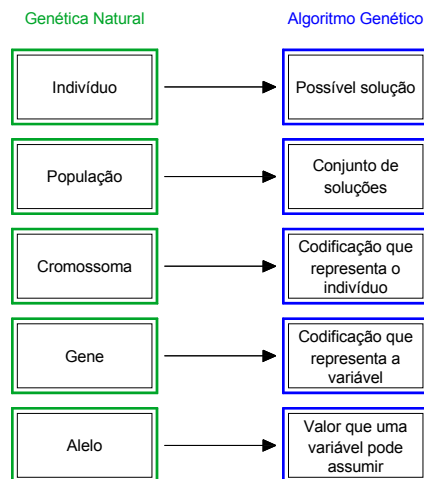 Genética Natural
Algoritmo Genético
Indivíduo
Possível solução
População
Conjunto de
soluções
Cromossoma
Codificação que
representa o
indivíduo
Gene
Codificação que
representa a
variável
Alelo
Valor que uma
variável pode
assumir